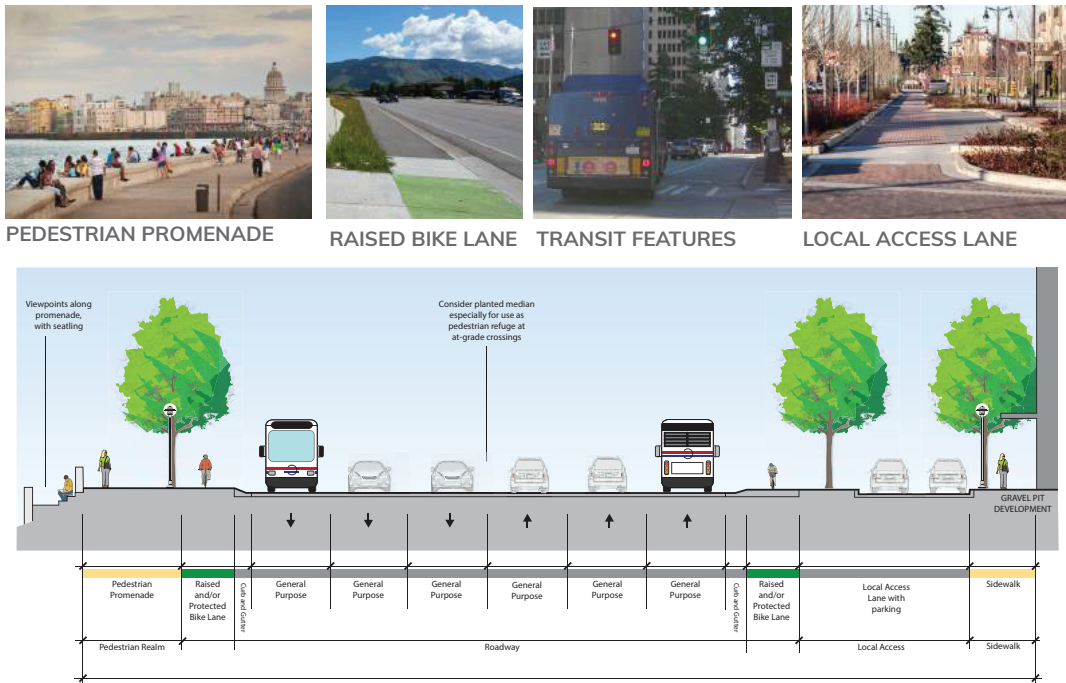 PEDESTRIAN PROMENADE
RAISED BIKE LANE
TRANSIT FEATURES
LOCAL ACCESS LANE
Viewpoints along
promenade,
with seatling
Consider planted median
especially for use as
pedestrian refuge at
at-grade crossings
GRAVEL PIT
DEVELOPMENT
Pedestrian
Promenade
Raised
and/or
Protected
Bike Lane
Curb and Gutter
General
Purpose
General
Purpose
General
Purpose
General
Purpose
General
Purpose
General
Purpose
Curb and Gutter
Raised
and/or
Protected
Bike Lane
Local Access
Lane with
parking
Sidewalk
Pedestrian Realm
Roadway
Local Access
Sidewalk